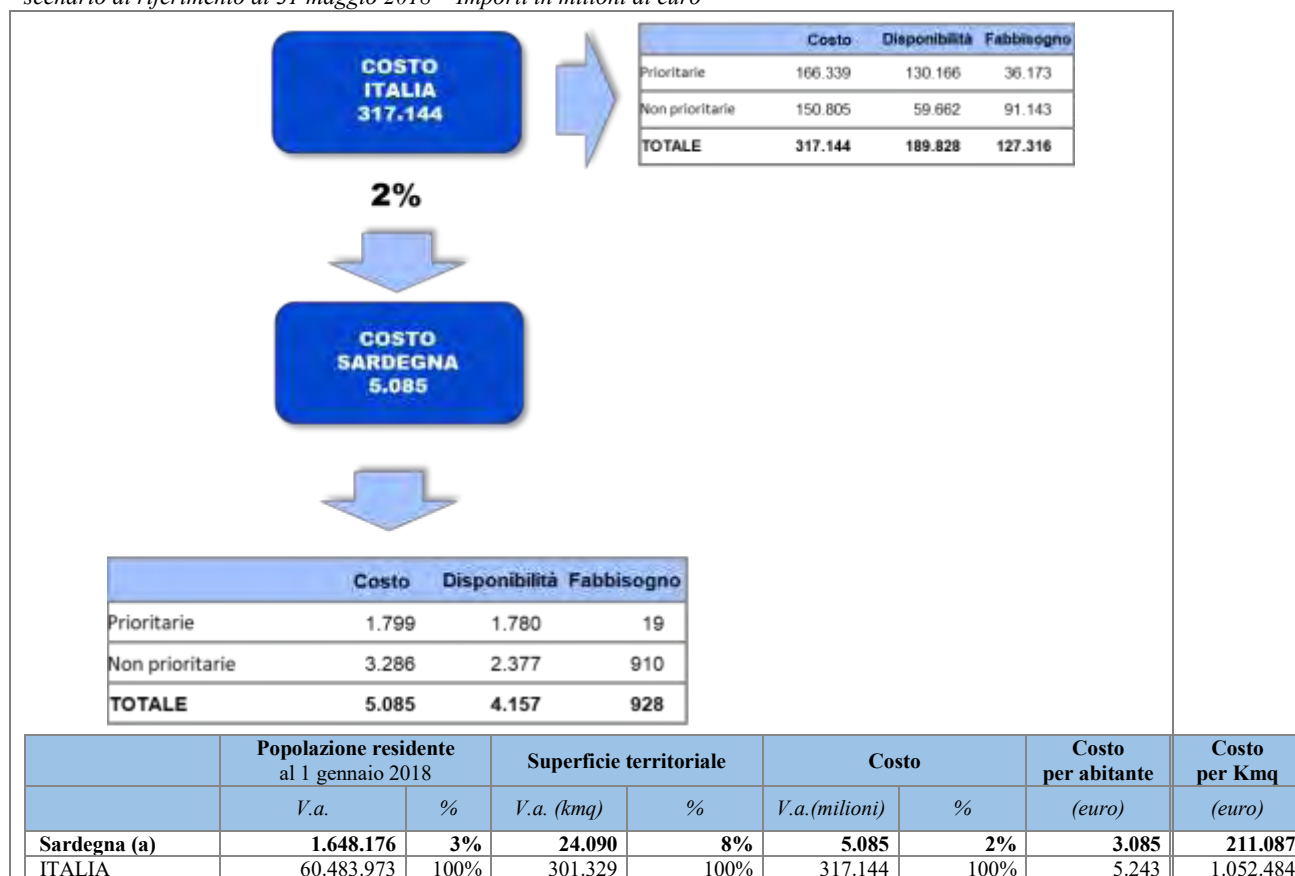 scenario di riferimento al 31 maggio 2018 – Importi in milioni di euro
COSTO
ITALIA
317.144
Costo Disponibilità Fabbisogno
Prioritarie 166.339 130.166 36.173
Non prioritarie 150.805 59.662 91.143
TOTALE 317.144 189.828 127.316
2%
COSTO
SARDEGNA
5.085
Costo Disponibilità Fabbisogno
Prioritarie 1.799 1.780 19
Non prioritarie 3.286 2.377 910
TOTALE 5.085 4.157 928
Popolazione residente Superficie territoriale Costo Costo Costo
al 1 gennaio 2018 per abitante per Kmq
V.a. % V.a. (kmq) % V.a.(milioni) % (euro) (euro)
Sardegna (a) 1.648.176 3% 24.090 8% 5.085 2% 3.085 211.087
ITALIA 60.483.973 100% 301.329 100% 317.144 100% 5.243 1.052.484